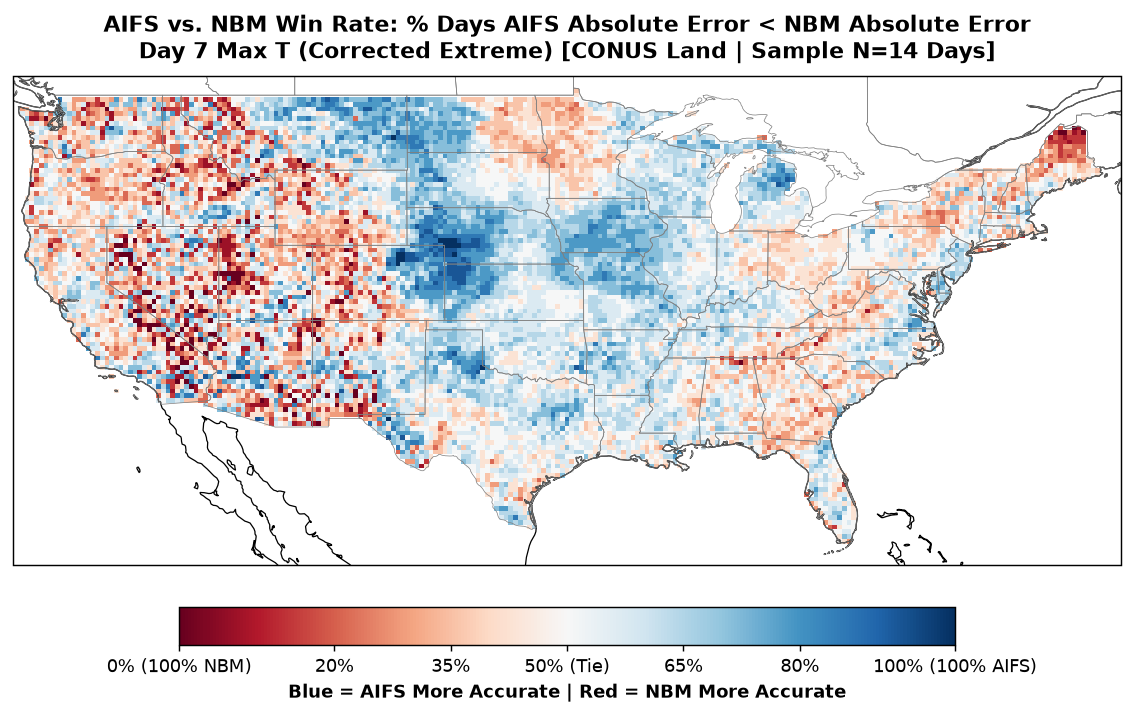 AIFS vs. NBM Win Rate: % Days AIFS Absolute Error < NBM Absolute Error
Day 7 Max T (Corrected Extreme) [CONUS Land | Sample N=14 Days]
0% (100% NBM) 20% 35% 50% (Tie) 65% 80% 100% (100% AIFS)
Blue = AIFS More Accurate | Red = NBM More Accurate